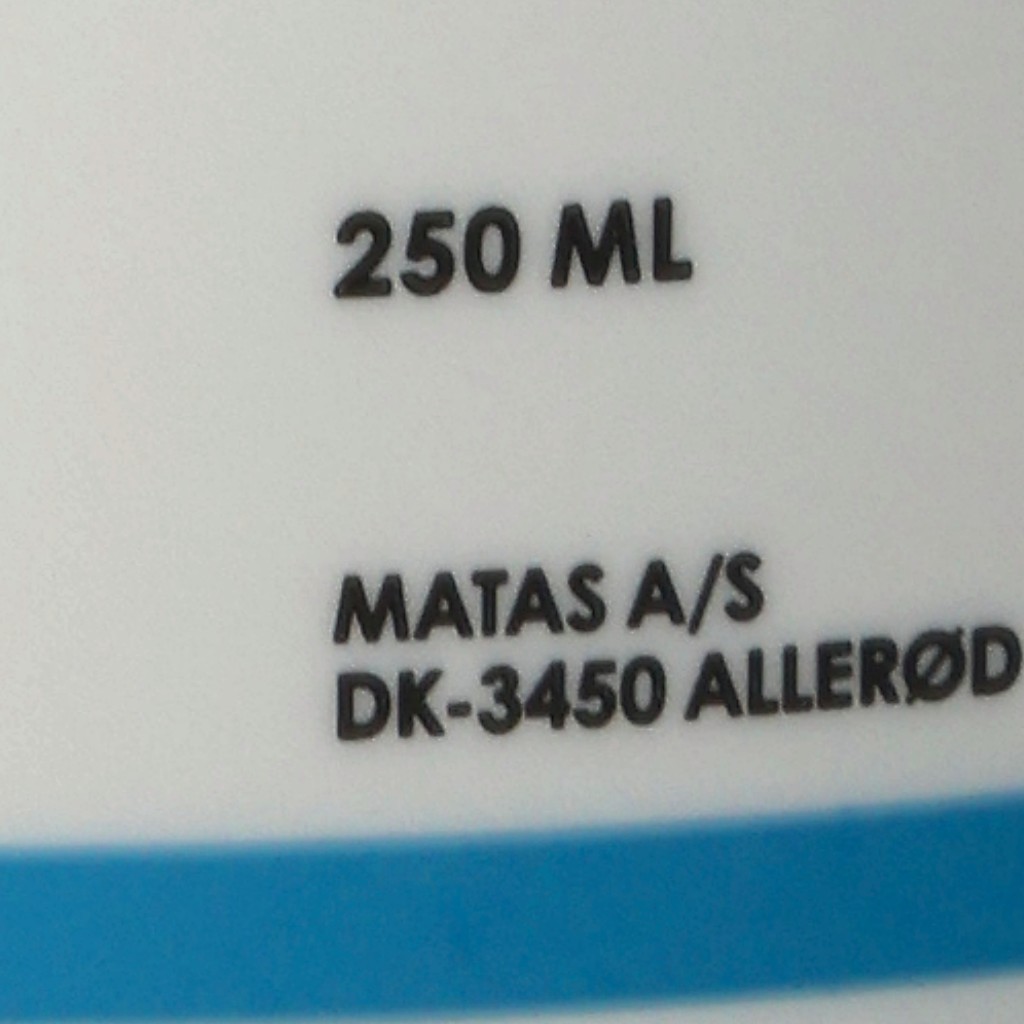 250 ML
MATAS A/S
DK-3450 ALLERØD